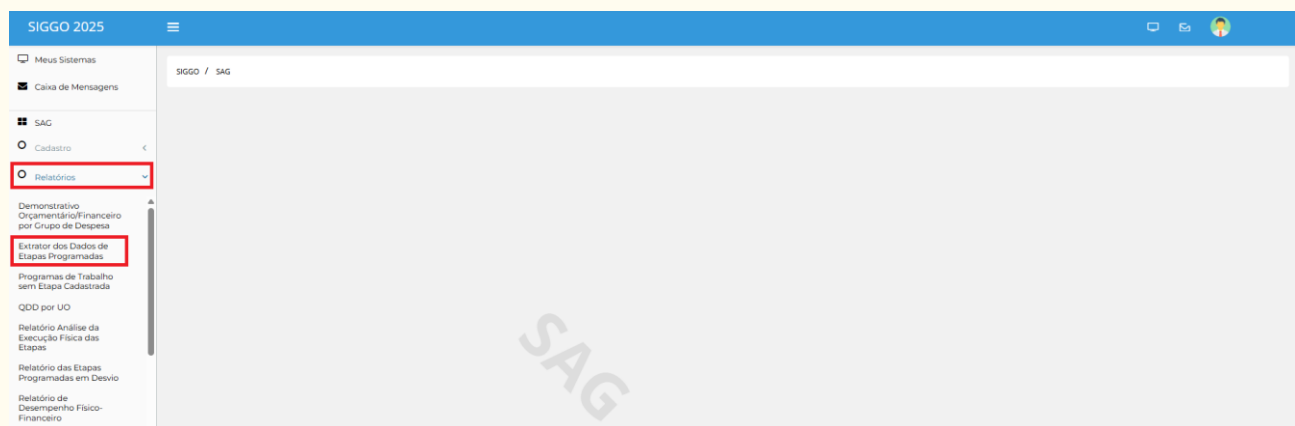 SIGGO 2025
Meus Sistemas
Caixa de Mensagens
SIGGO / SAG
SAG
Cadastro
Relatórios
Demonstrativo
Orçamentário/Financeiro
por Grupo de Despesa
Extrator dos Dados de
Etapas Programadas
Programas de Trabalho
sem Etapa Cadastrada
QDD por UO
Relatório Análise da
Execução Física das
Etapas
Relatório das Etapas
Programadas em Desvio
Relatório de
Desempenho Físico-
Financeiro
SAG